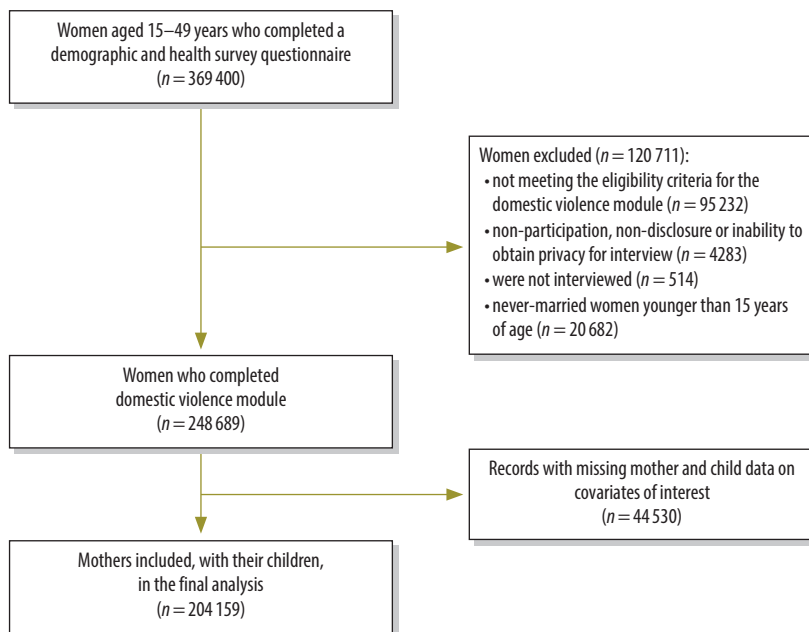 Women aged 15–49 years who completed a
demographic and health survey questionnaire
(n = 369 400)
Women excluded (n = 120 711):
• not meeting the eligibility criteria for the
domestic violence module (n = 95 232)
• non-participation, non-disclosure or inability to
obtain privacy for interview (n = 4283)
• were not interviewed (n = 514)
• never-married women younger than 15 years
of age (n = 20 682)
Women who completed
domestic violence module
(n = 248 689)
Records with missing mother and child data on
covariates of interest
(n = 44 530)
Mothers included, with their children,
in the final analysis
(n = 204 159)